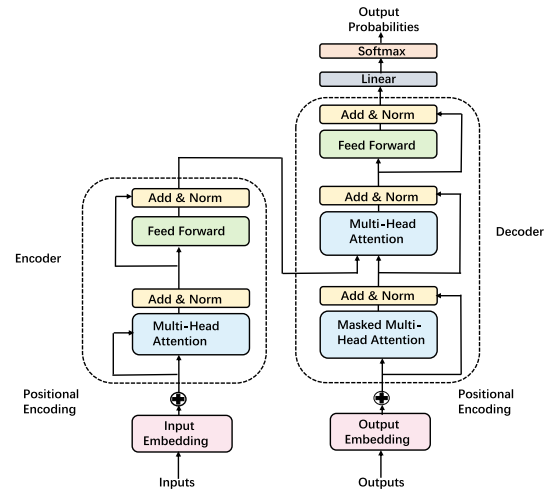 Output
Probabilities
Softmax
Linear
Add & Norm
Feed Forward
Add & Norm
Multi-Head
Attention
Add & Norm
Masked Multi-
Head Attention
Decoder
Positional
Encoding
Output
Embedding
Outputs
Add & Norm
Feed Forward
Add & Norm
Multi-Head
Attention
Encoder
Positional
Encoding
Input
Embedding
Inputs